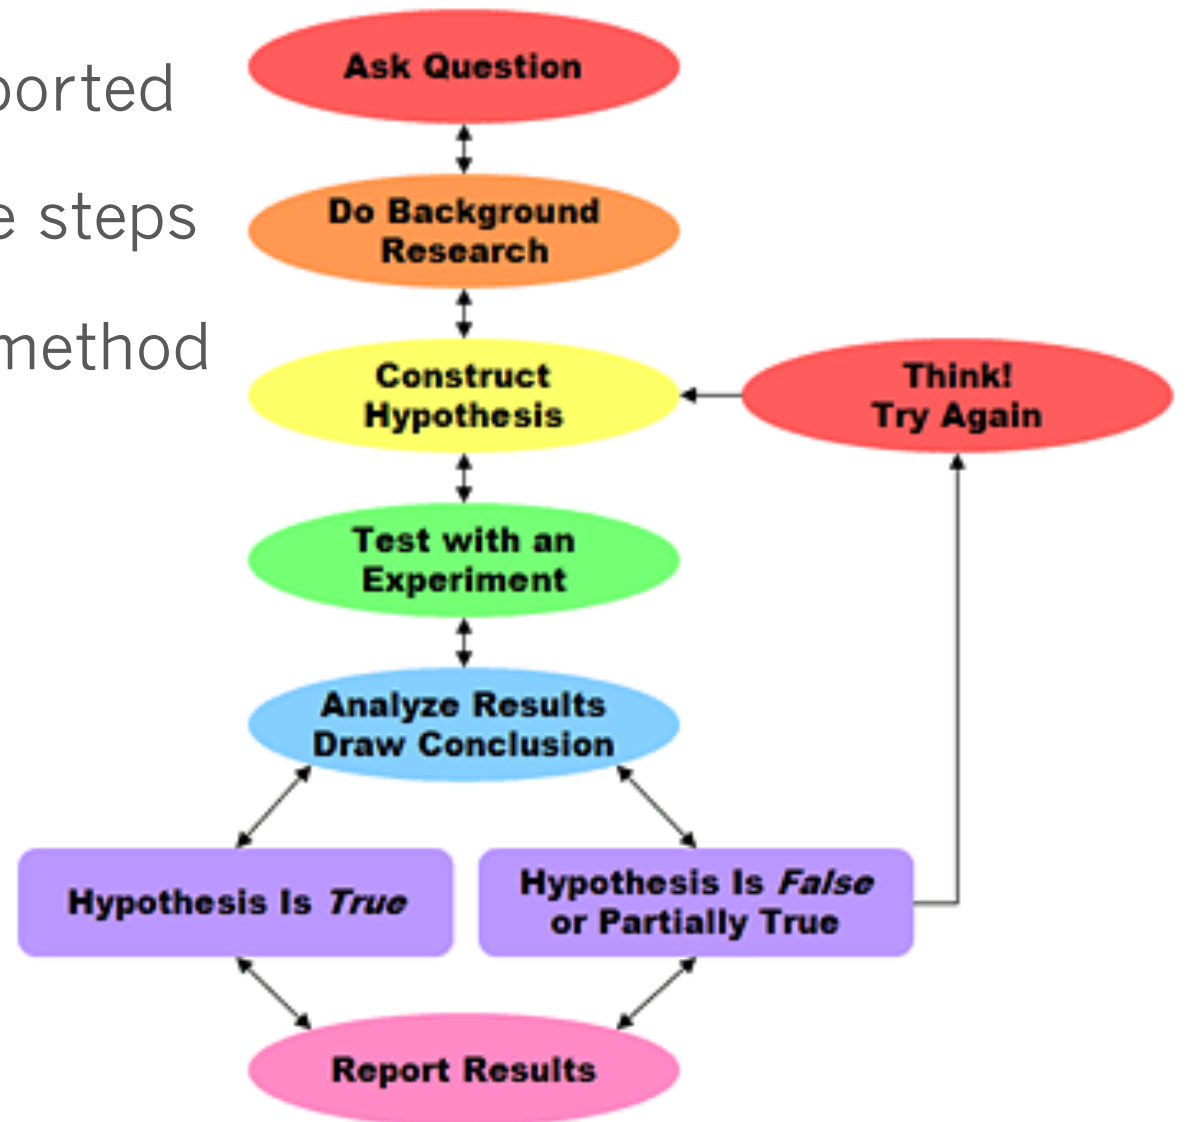 ported
e steps
method
Ask Question
Do Background
Research
Construct
Hypothesis
Think!
Try Again
Test with an
Experiment
Analyze Results
Draw Conclusion
Hypothesis Is True
Hypothesis Is False
or Partially True
Report Results